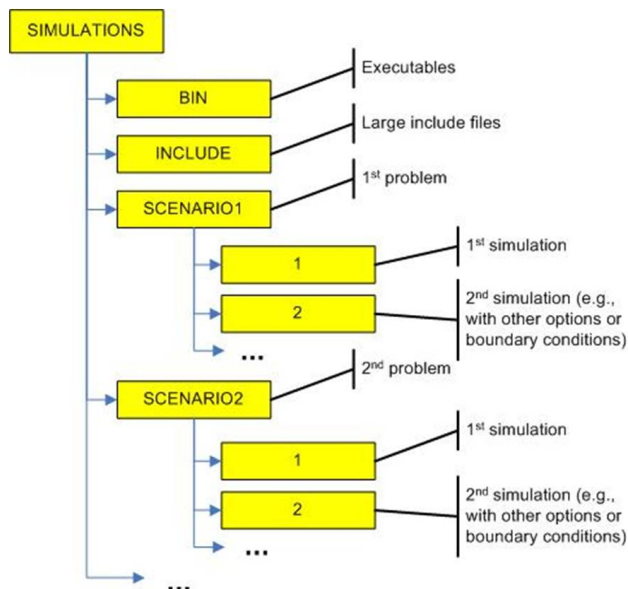 SIMULATIONS
Executables
BIN
Large include files
INCLUDE
1st problem
SCENARIO1
1st simulation
1
2nd simulation (e.g.,
with other options or
boundary conditions)
2
...
2nd problem
SCENARIO2
1st simulation
1
2nd simulation (e.g.,
with other options or
boundary conditions)
2
...
...